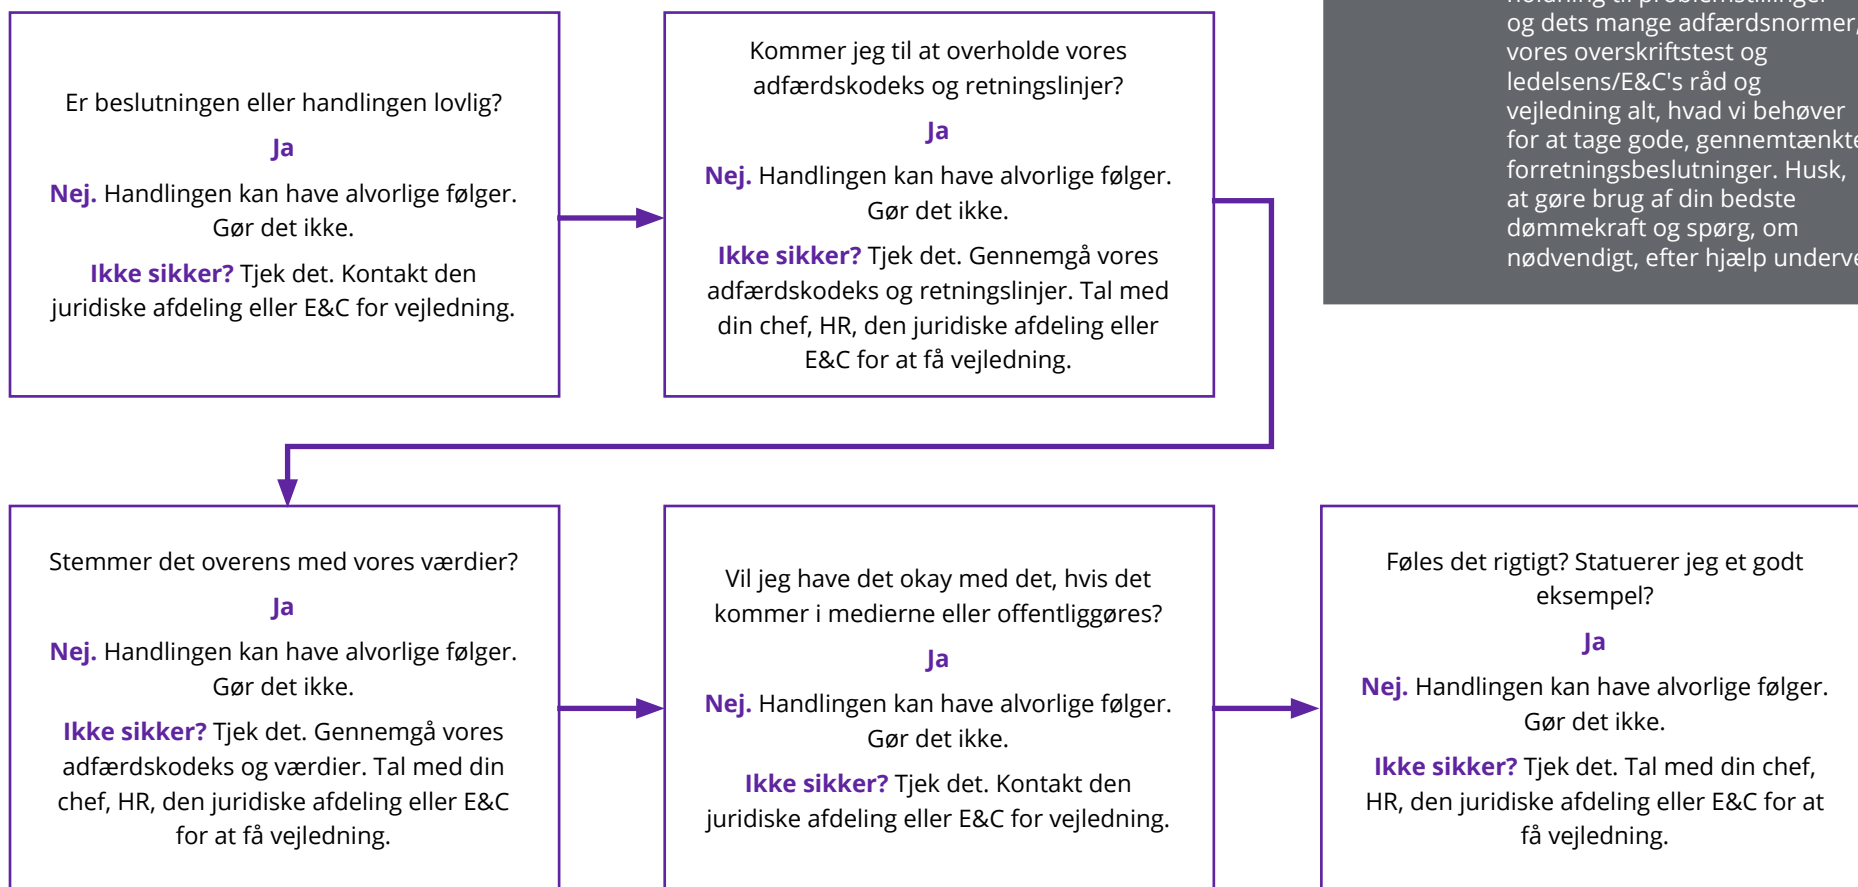 Er beslutningen eller handlingen lovlig?
Ja
Nej. Handlingen kan have alvorlige følger.
Gør det ikke.
Ikke sikker? Tjek det. Kontakt den
juridiske afdeling eller E&C for vejledning.
Kommer jeg til at overholde vores
adfærdskodeks og retningslinjer?
Ja
Nej. Handlingen kan have alvorlige følger.
Gør det ikke.
Ikke sikker? Tjek det. Gennemgå vores
adfærdskodeks og retningslinjer. Tal med
din chef, HR, den juridiske afdeling eller
E&C for at få vejledning.
og dets mange adfærdsnormer,
vores overskriftstest og
ledelsens/E&C's råd og
vejledning alt, hvad vi behøver
for at tage gode, gennemtænkte
forretningsbeslutninger. Husk,
at gøre brug af din bedste
dømmekraft og spørg, om
nødvendigt, efter hjælp
Stemmer det overens med vores værdier?
Ja
Nej. Handlingen kan have alvorlige følger.
Gør det ikke.
Ikke sikker? Tjek det. Gennemgå vores
adfærdskodeks og værdier. Tal med din
chef, HR, den juridiske afdeling eller E&C
for at få vejledning.
Vil jeg have det okay med det, hvis det
kommer i medierne eller offentliggøres?
Ja
Nej. Handlingen kan have alvorlige følger.
Gør det ikke.
Ikke sikker? Tjek det. Kontakt den
juridiske afdeling eller E&C for vejledning.
Føles det rigtigt? Statuerer jeg et godt
eksempel?
Ja
Nej. Handlingen kan have alvorlige følger.
Gør det ikke.
Ikke sikker? Tjek det. Tal med din chef,
HR, den juridiske afdeling eller E&C for at
få vejledning.